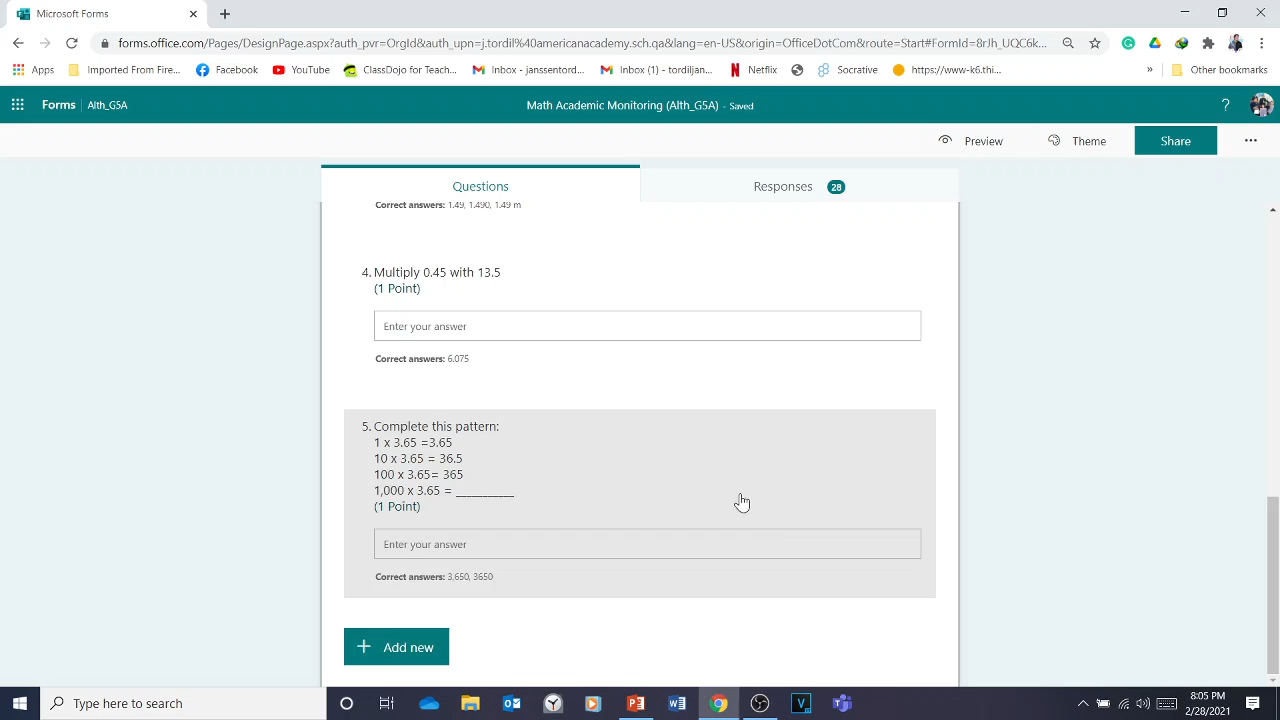 Microsoft Forms
forms.office.com/Pages/DesignPage.aspx?auth_pvr=OrgId&auth_upn=j.tordil%40americanacademy.sch.qa&lang=en-US&origin=OfficeDotCom&route=Start#FormId=8rJh_UQC6k...
Apps
Imported From Fire...
Facebook
YouTube
ClassDojo for Teach...
Inbox - janssentord...
Inbox (1) - tordiljan...
Netflix
Socrative
https://www-k6.thi...
»
Other bookmarks
Forms
Alth_G5A
Math Academic Monitoring (Alth_G5A) - Saved
?
Preview
Theme
Share
...
Questions
Responses 28
Correct answers: 1.49, 1.490, 1.49 m
4. Multiply 0.45 with 13.5
(1 Point)
Enter your answer
Correct answers: 6.075
5. Complete this pattern:
1 x 3.65 =3.65
10 x 3.65 = 36.5
100 x 3.65= 365
1,000 x 3.65 = __________
(1 Point)
Enter your answer
Correct answers: 3,650, 3650
+ Add new
Type here to search
8:05 PM
2/28/2021